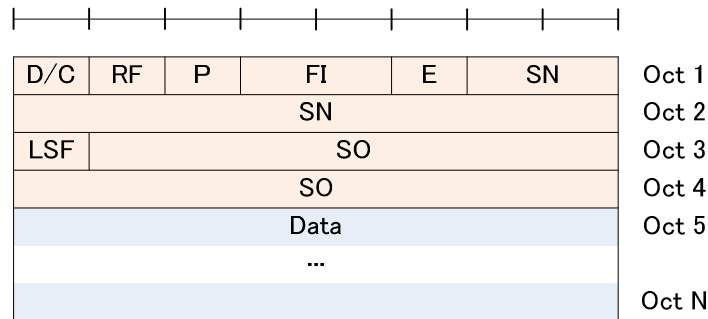 D/C RF P FI E SN Oct 1
SN Oct 2
LSF SO Oct 3
SO Oct 4
Data Oct 5
...
Oct N